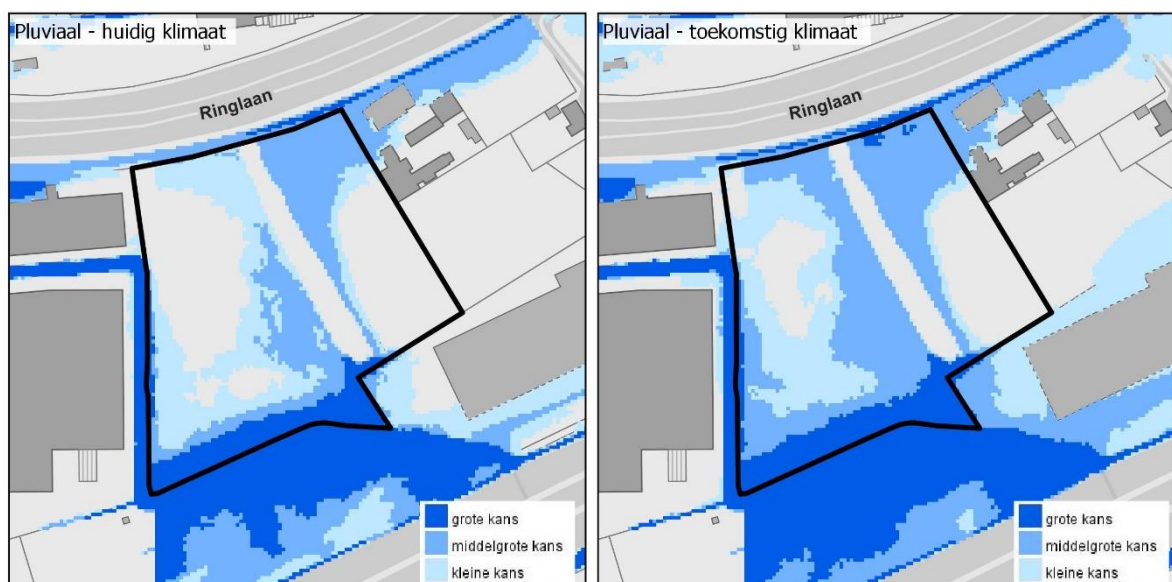 Pluviaal - huidig klimaat
Ringlaan
grote kans
middelgrote kans
kleine kans
Pluviaal - toekomstig klimaat
Ringlaan
grote kans
middelgrote kans
kleine kans